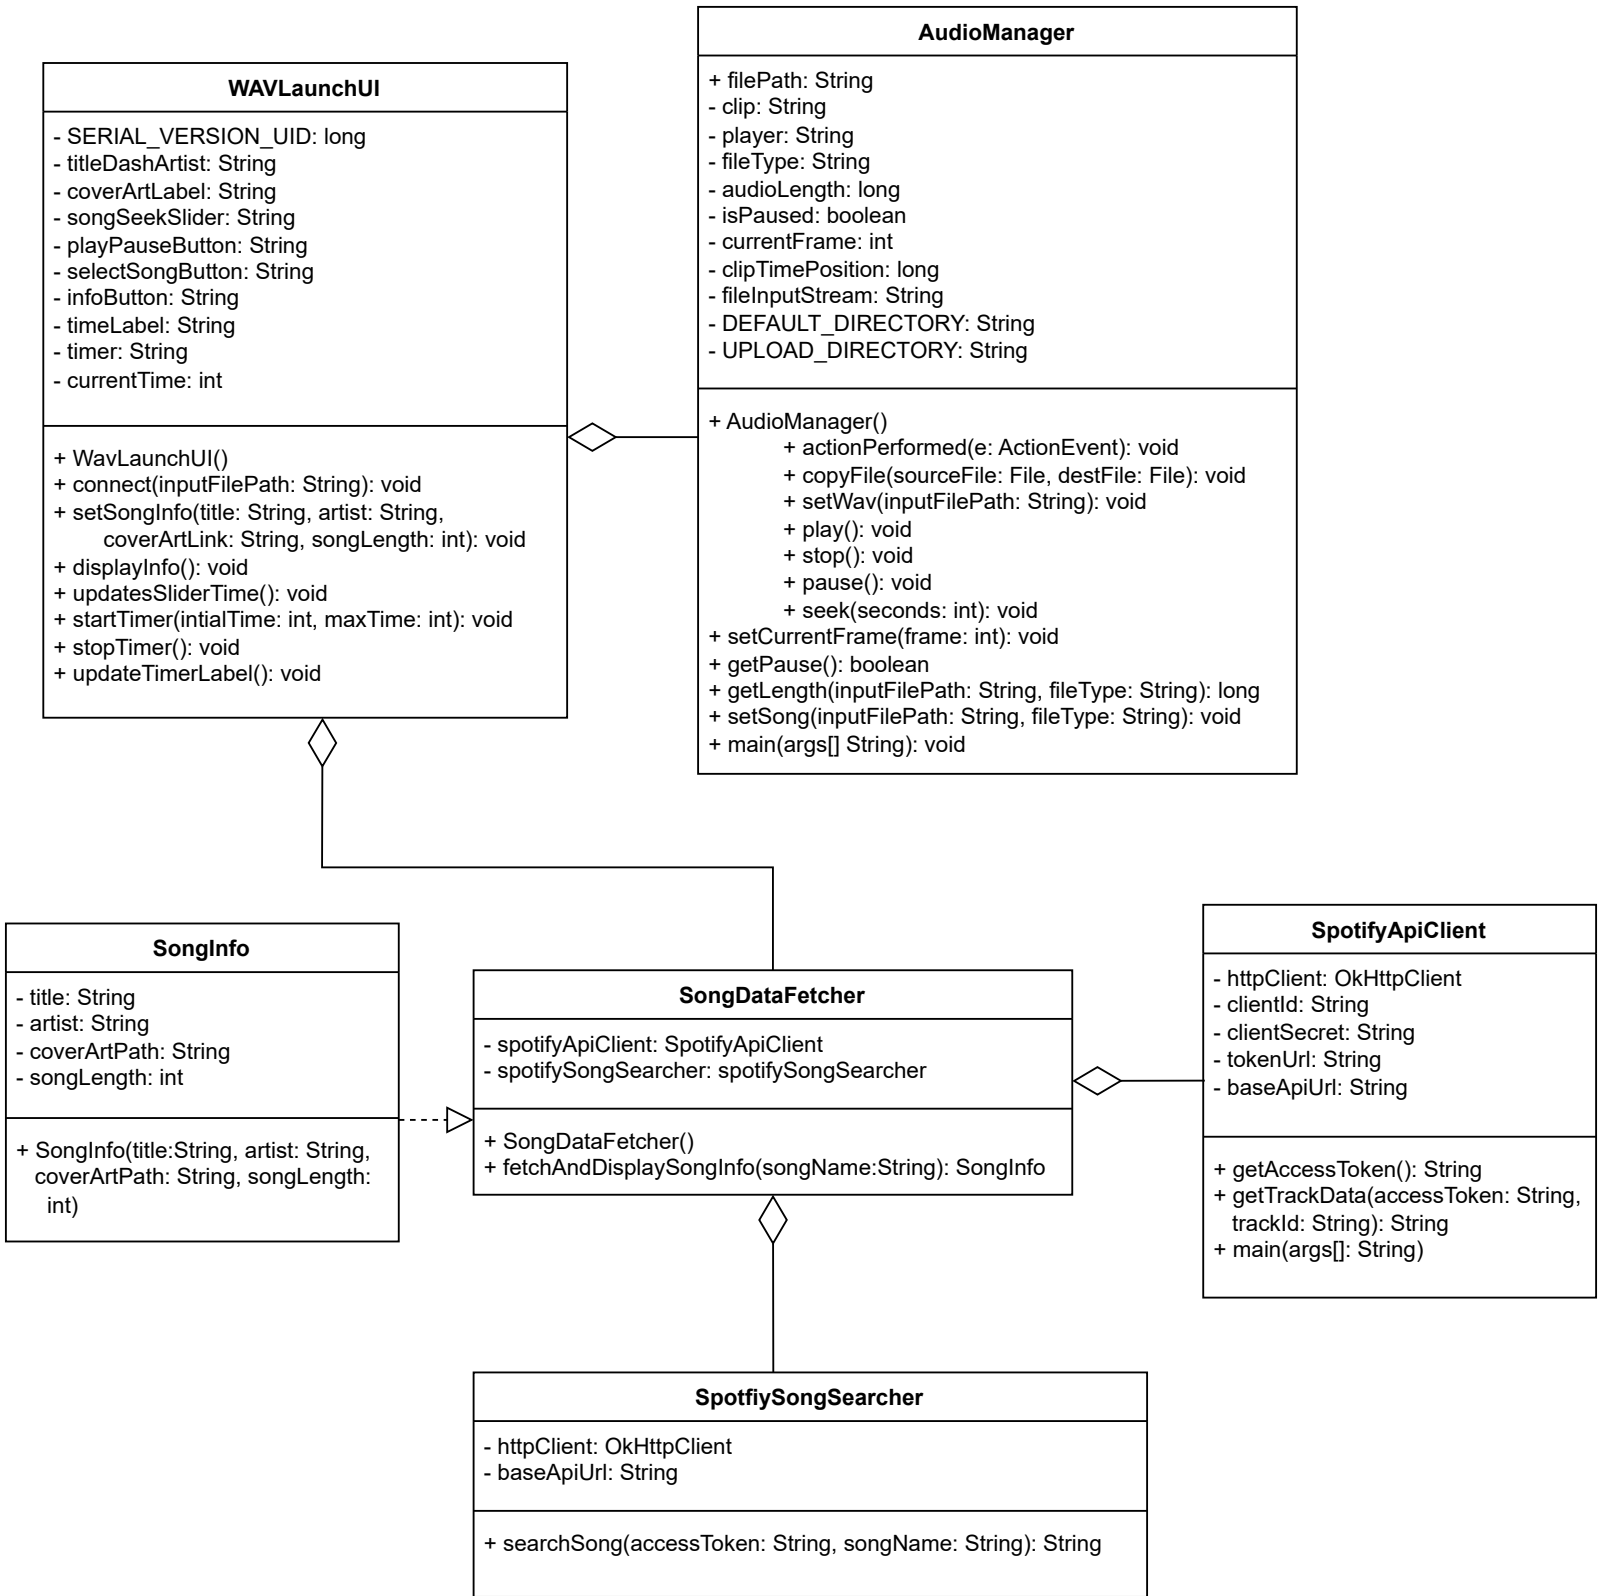 WAVLaunchUI
- SERIAL_VERSION_UID: long
- titleDashArtist: String
- coverArtLabel: String
- songSeekSlider: String
- playPauseButton: String
- selectSongButton: String
- infoButton: String
- timeLabel: String
- timer: String
- currentTime: int
+ WavLaunchUI()
+ connect(inputFilePath: String): void
+ setSongInfo(title: String, artist: String,
coverArtLink: String, songLength: int): void
+ displayInfo(): void
+ updatesSliderTime(): void
+ startTimer(intialTime: int, maxTime: int): void
+ stopTimer(): void
+ updateTimerLabel(): void
AudioManager
+ filePath: String
- clip: String
- player: String
- fileType: String
- audioLength: long
- isPaused: boolean
- currentFrame: int
- clipTimePosition: long
- fileInputStream: String
- DEFAULT_DIRECTORY: String
- UPLOAD_DIRECTORY: String
+ AudioManager()
+ actionPerformed(e: ActionEvent): void
+ copyFile(sourceFile: File, destFile: File): void
+ setWav(inputFilePath: String): void
+ play(): void
+ stop(): void
+ pause(): void
+ seek(seconds: int): void
+ setCurrentFrame(frame: int): void
+ getPause(): boolean
+ getLength(inputFilePath: String, fileType: String): long
+ setSong(inputFilePath: String, fileType: String): void
+ main(args[] String): void
SongInfo
- title: String
- artist: String
- coverArtPath: String
- songLength: int
+ SongInfo(title:String, artist: String,
coverArtPath: String, songLength:
int)
SongDataFetcher
- spotifyApiClient: SpotifyApiClient
- spotifySongSearcher: spotifySongSearcher
+ SongDataFetcher()
+ fetchAndDisplaySongInfo(songName:String): SongInfo
SpotifyApiClient
- httpClient: OkHttpClient
- clientId: String
- clientSecret: String
- tokenUrl: String
- baseApiUrl: String
+ getAccessToken(): String
+ getTrackData(accessToken: String,
trackId: String): String
+ main(args[]: String)
SpotfiySongSearcher
- httpClient: OkHttpClient
- baseApiUrl: String
+ searchSong(accessToken: String, songName: String): String